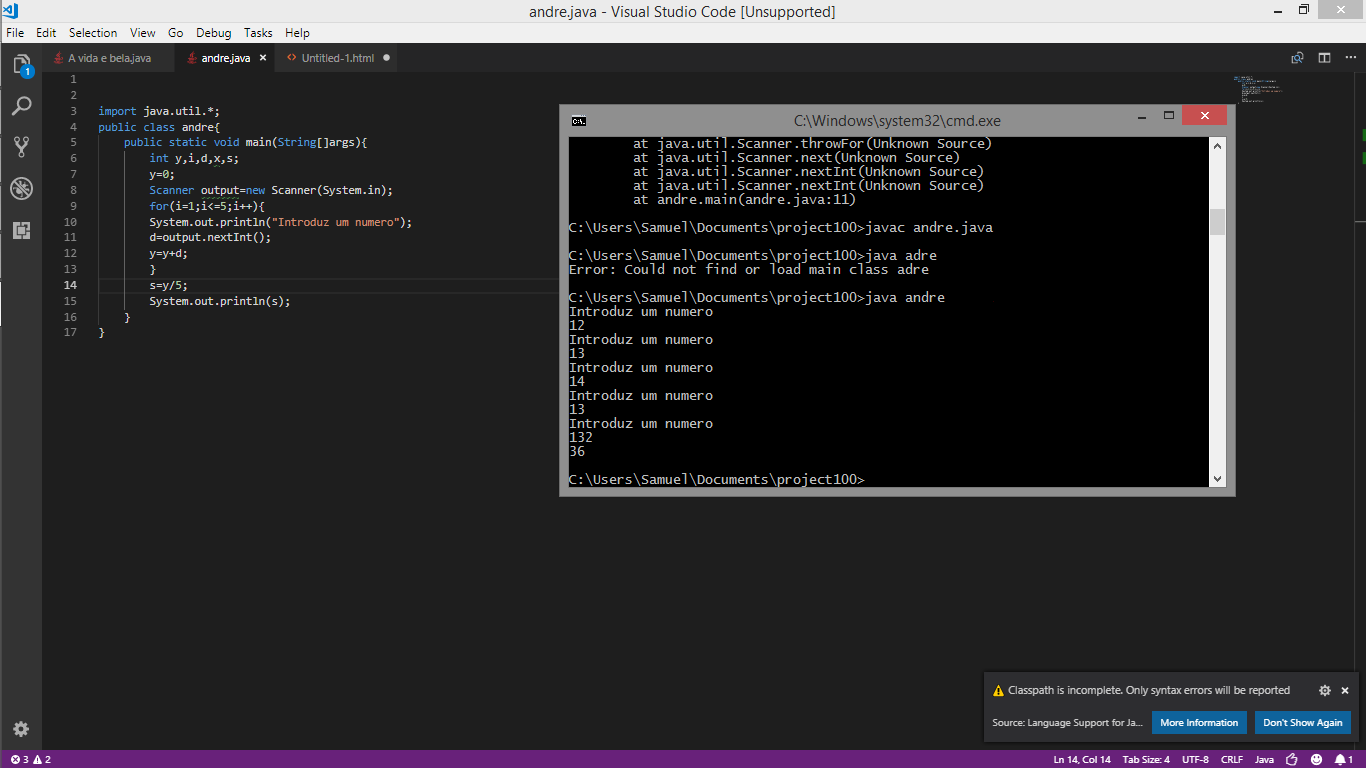 andre.java - Visual Studio Code [Unsupported]
File Edit Selection View Go Debug Tasks Help
A vida e bela.java andre.java Untitled-1.html
1
2
3 import java.util.*;
4 public class andre{
5 public static void main(String[]args){
6 int y,i,d,x,s;
7 y=0;
8 Scanner output=new Scanner(System.in);
9 for(i=1;i<=5;i++){
10 System.out.println("Introduz um numero");
11 d=output.nextInt();
12 y=y+d;
13 }
14 s=y/5;
15 System.out.println(s);
16 }
17 }
C:\Windows\system32\cmd.exe
at java.util.Scanner.throwFor(Unknown Source)
at java.util.Scanner.next(Unknown Source)
at java.util.Scanner.nextInt(Unknown Source)
at java.util.Scanner.nextInt(Unknown Source)
at andre.main(andre.java:11)
C:\Users\Samuel\Documents\project100>javac andre.java
C:\Users\Samuel\Documents\project100>java adre
Error: Could not find or load main class adre
C:\Users\Samuel\Documents\project100>java andre
Introduz um numero
12
Introduz um numero
13
Introduz um numero
14
Introduz um numero
13
Introduz um numero
132
36
C:\Users\Samuel\Documents\project100>
Classpath is incomplete. Only syntax errors will be reported
Source: Language Support for Ja... More Information Don't Show Again
3 2 Ln 14, Col 14 Tab Size: 4 UTF-8 CRLF Java 1